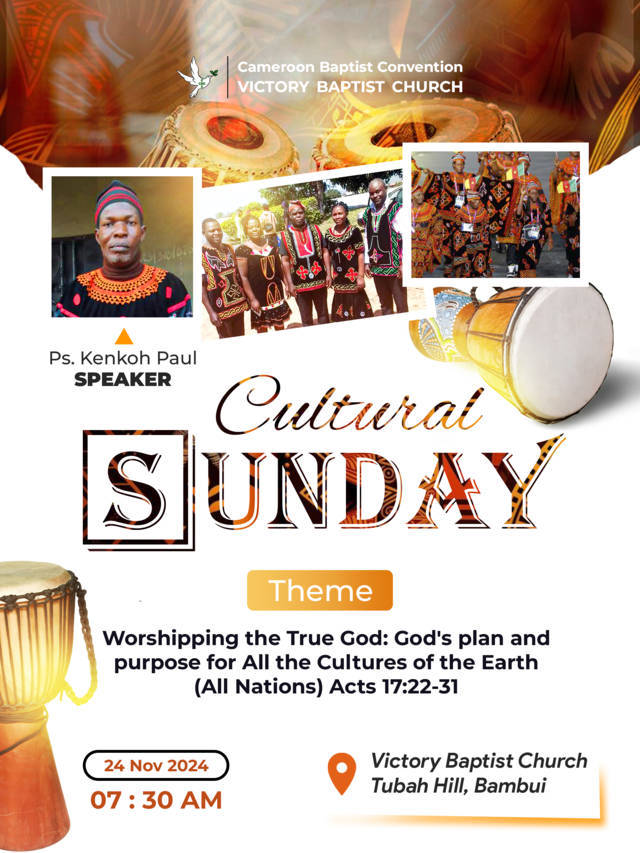 Cameroon Baptist Convention
VICTORY BAPTIST CHURCH
Ps. Kenkoh Paul
SPEAKER
Cultural
SUNDAY
Theme
Worshipping the True God: God's plan and
purpose for All the Cultures of the Earth
(All Nations) Acts 17:22-31
24 Nov 2024
07 : 30 AM
Victory Baptist Church
Tubah Hill, Bambui